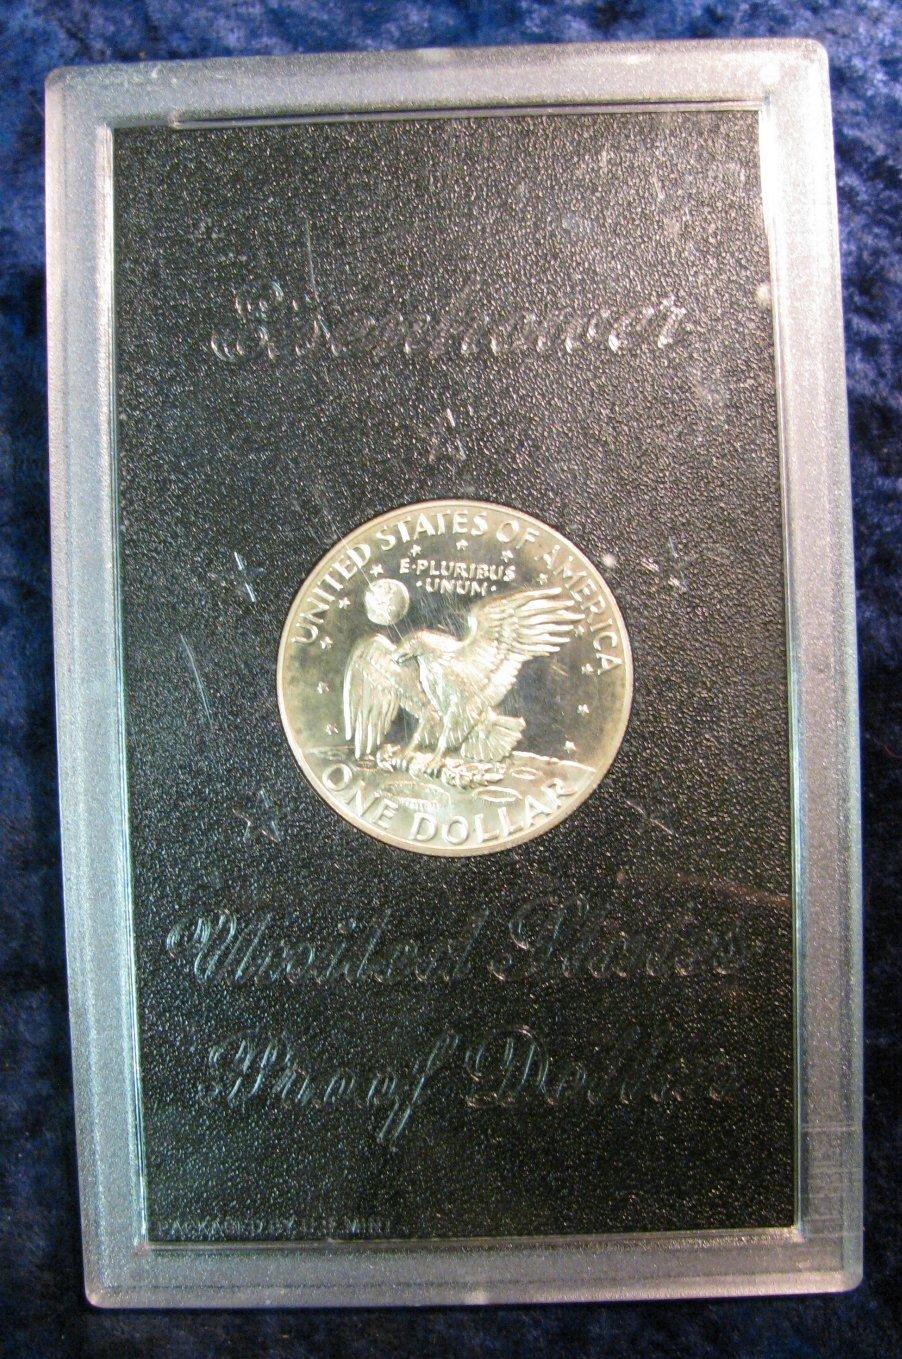 Eisenhower
UNITED STATES OF AMERICA
E·PLURIBUS
·UNUM·
ONE DOLLAR
United States
Proof Dollar
PACKAGED BY U.S. MINT